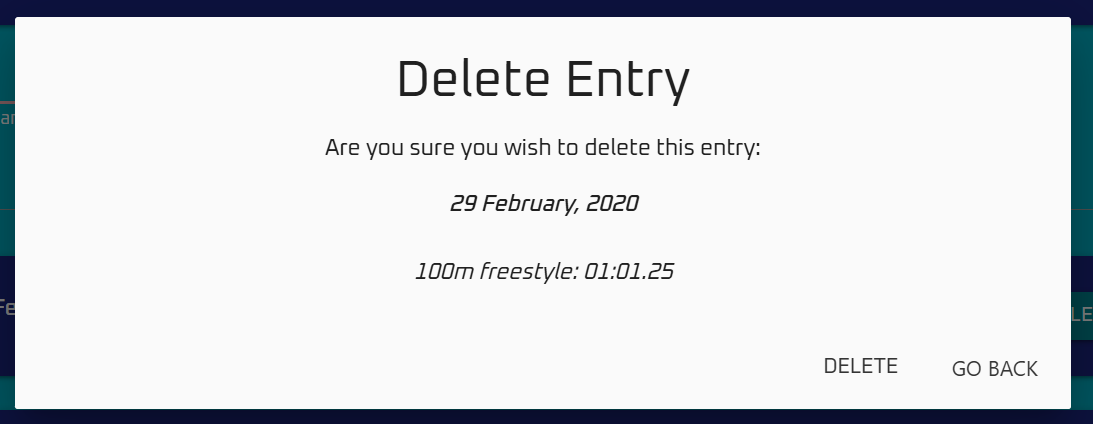 Delete Entry
Are you sure you wish to delete this entry:
29 February, 2020
100m freestyle: 01:01.25
DELETE
GO BACK